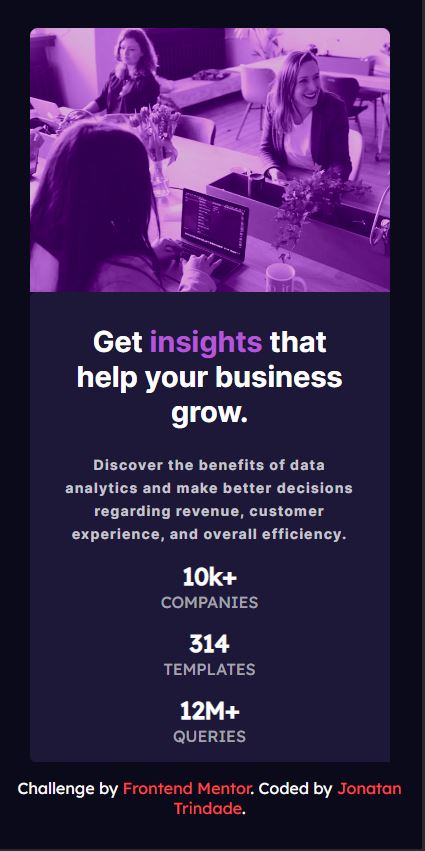 Get insights that
help your business
grow.
Discover the benefits of data
analytics and make better decisions
regarding revenue, customer
experience, and overall efficiency.
10k+
COMPANIES
314
TEMPLATES
12M+
QUERIES
Challenge by Frontend Mentor. Coded by Jonatan
Trindade.